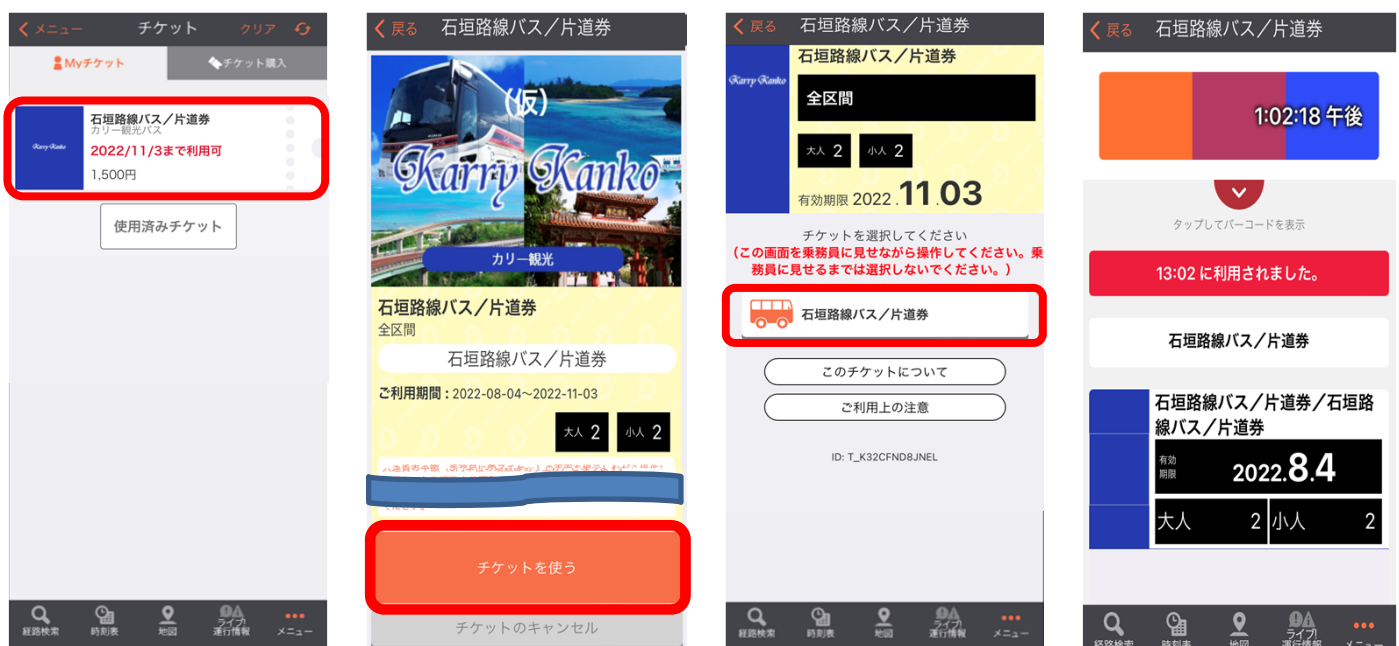 メニュー
チケット
クリア
Myチケット
チケット購入
Karry Kanko
石垣路線バス／片道券
カリー観光バス
2022/11/3まで利用可
1,500円
使用済みチケット
経路検索
時刻表
地図
ライブ!
運行情報
メニュー
戻る
石垣路線バス／片道券
(仮)
Karry Kanko
カリー観光
石垣路線バス／片道券
全区間
石垣路線バス／片道券
ご利用期間 : 2022-08-04～2022-11-03
大人 2
小人 2
チケットを使う
チケットのキャンセル
戻る
石垣路線バス／片道券
石垣路線バス／片道券
Karry Kanko
全区間
大人 2
小人 2
有効期限 2022 . 11 . 03
チケットを選択してください
（この画面を乗務員に見せながら操作してください。乗
務員に見せるまでは選択しないでください。）
石垣路線バス／片道券
このチケットについて
ご利用上の注意
ID: T_K32CFND8JNEL
経路検索
時刻表
地図
ライブ!
運行情報
メニュー
戻る
石垣路線バス／片道券
1:02:18 午後
タップしてバーコードを表示
13:02 に利用されました。
石垣路線バス／片道券
石垣路線バス／片道券／石垣路
線バス／片道券
有効
期限
2022.8.4
大人 2
小人 2
経路検索
時刻表
地図
ライブ!
運行情報
メニュー